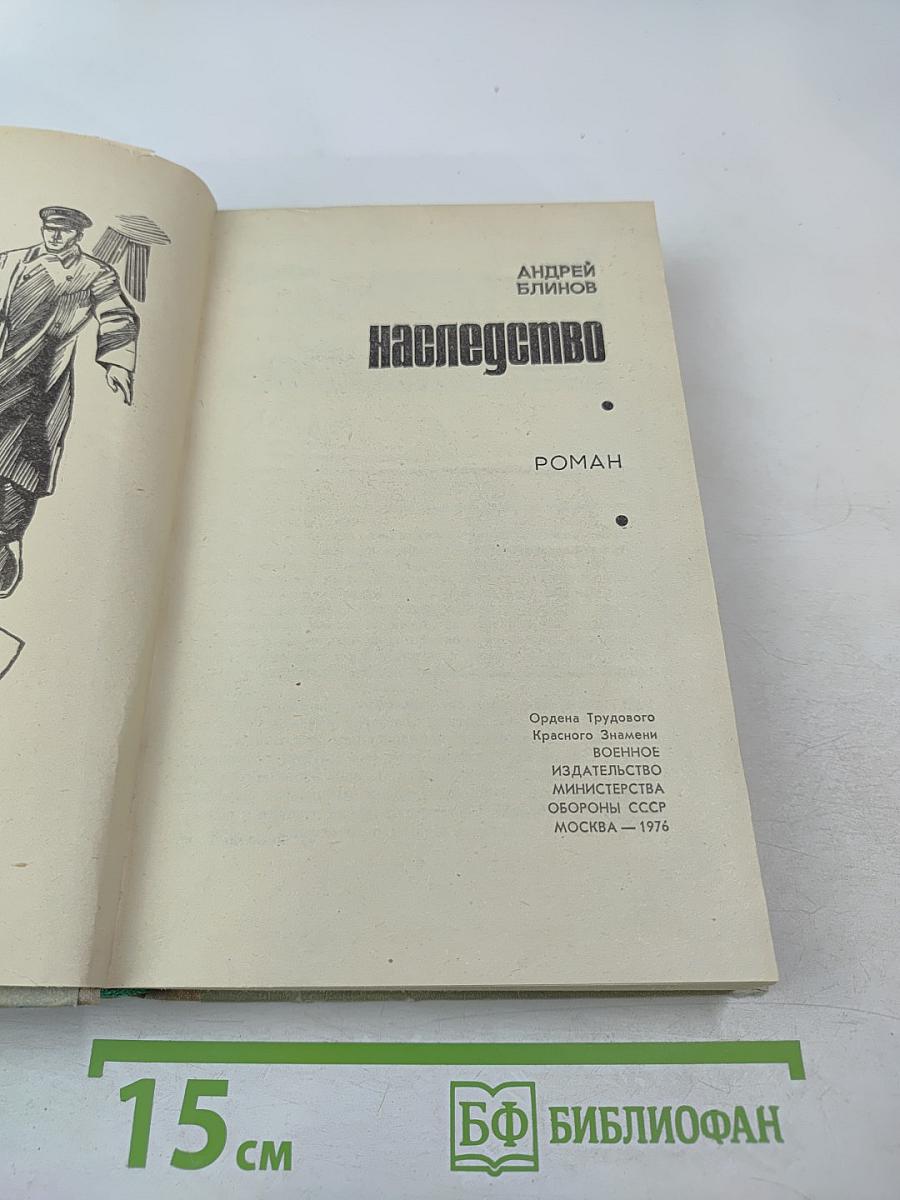 АНДРЕЙ
БЛИНОВ
наследство
РОМАН
Ордена Трудового
Красного Знамени
ВОЕННОЕ
ИЗДАТЕЛЬСТВО
МИНИСТЕРСТВА
ОБОРОНЫ СССР
МОСКВА — 1976
15 см
БФ БИБЛИОФАН